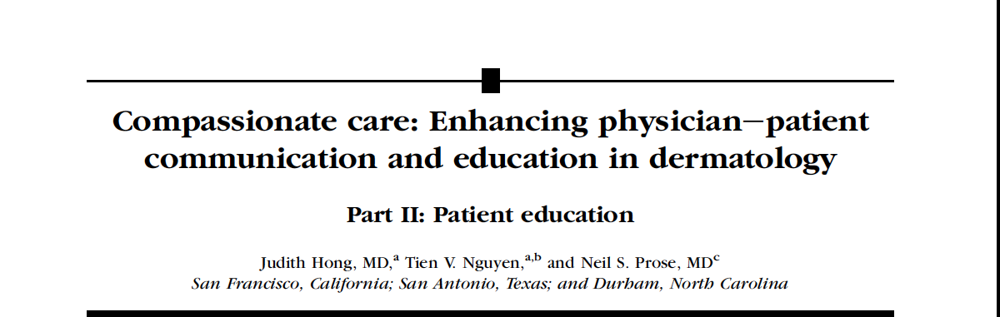 Compassionate care: Enhancing physician–patient
communication and education in dermatology
Part II: Patient education
Judith Hong, MD,a Tien V. Nguyen,a,b and Neil S. Prose, MDc
San Francisco, California; San Antonio, Texas; and Durham, North Carolina